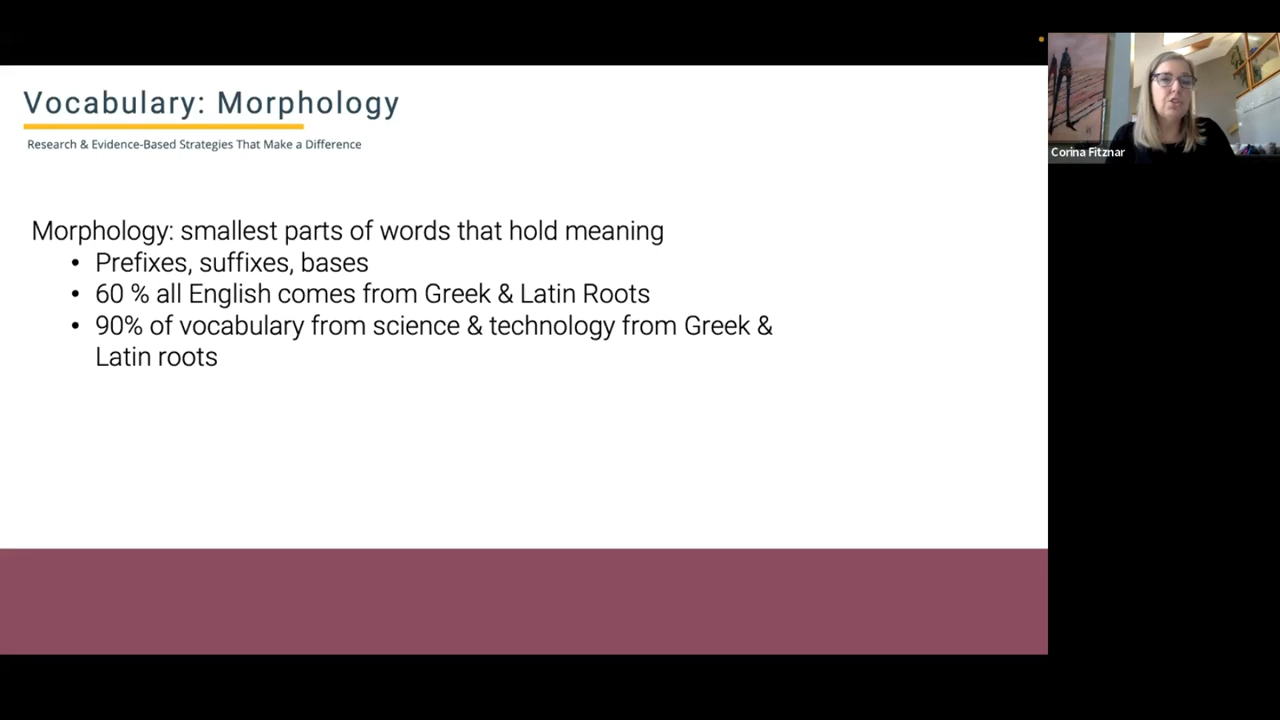 Vocabulary: Morphology
Research & Evidence-Based Strategies That Make a Difference
Morphology: smallest parts of words that hold meaning
• Prefixes, suffixes, bases
• 60 % all English comes from Greek & Latin Roots
• 90% of vocabulary from science & technology from Greek &
Latin roots
Corina Fitznar